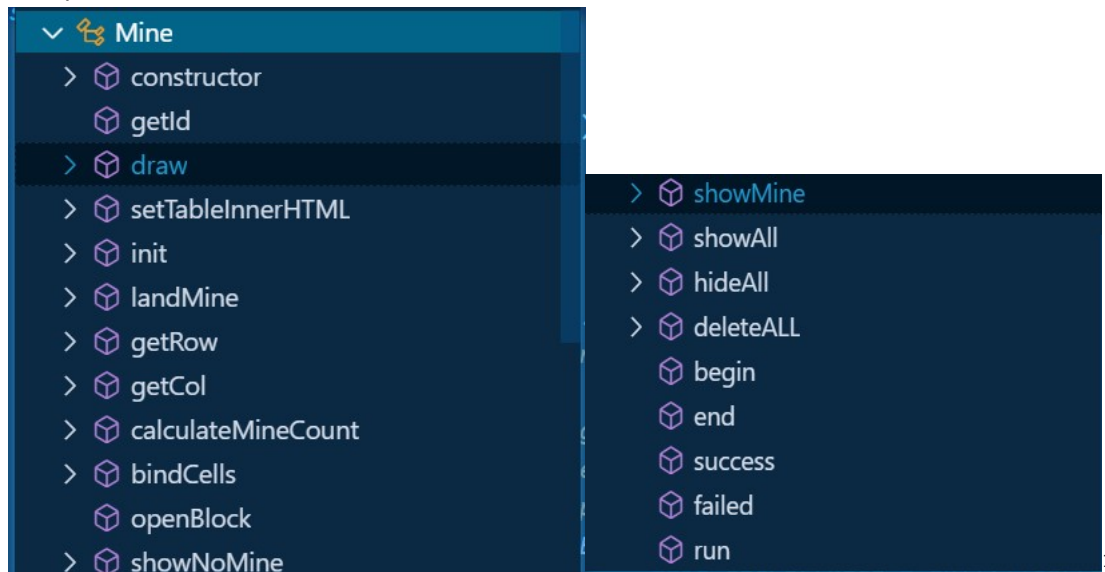 Mine
constructor
getId
draw
setTableInnerHTML
init
landMine
getRow
getCol
calculateMineCount
bindCells
openBlock
showNoMine
showMine
showAll
hideAll
deleteALL
begin
end
success
failed
run